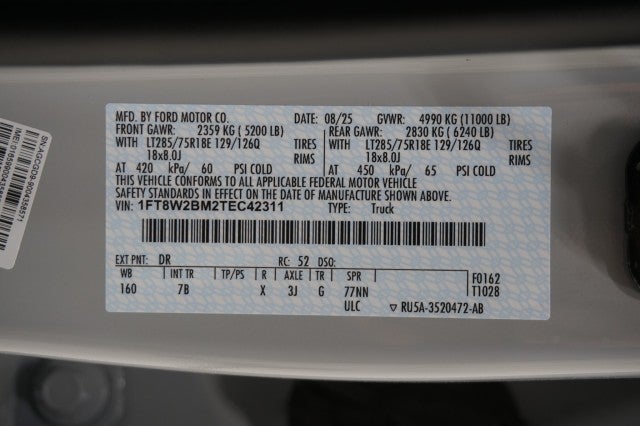 MFD. BY FORD MOTOR CO. 08/25 GVWR: 4990 KG (11000 LB)
FRONT GAWR: 2359 KG (5200 LB) REAR GAWR: 2830 KG (6240 LB)
WITH LT285/75R18E 129/126Q TIRES WITH LT285/75R18E 129/126Q TIRES
18x8.0J RIMS 18x8.0J RIMS
AT 420 kPa/ 60 PSI COLD AT 450 kPa/ 65 PSI COLD
THIS VEHICLE CONFORMS TO ALL APPLICABLE FEDERAL MOTOR VEHICLE
SAFETY STANDARDS IN EFFECT ON THE DATE OF MANUFACTURE SHOWN ABOVE.
VIN: 1FT8W2BM2TEC42311 TYPE: Truck
EXT PNT: DR RC: 52 DSO:
WB INT TR TP/PS R AXLE TR SPR F0162
160 7B X 3J G 77NN T1028
ULC RU5A-3520472-AB